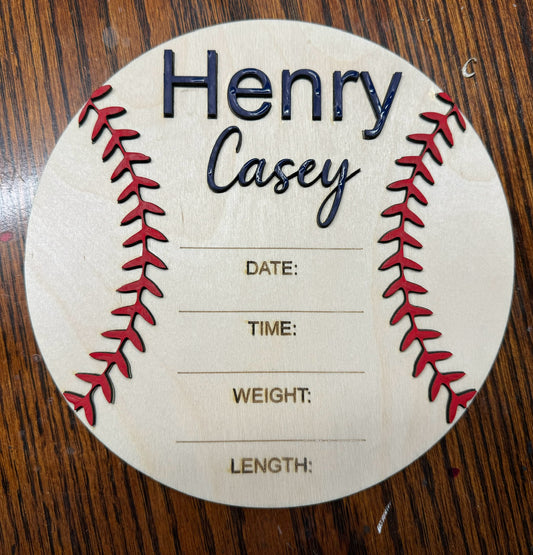 Henry
Casey
DATE:
TIME:
WEIGHT:
LENGTH: